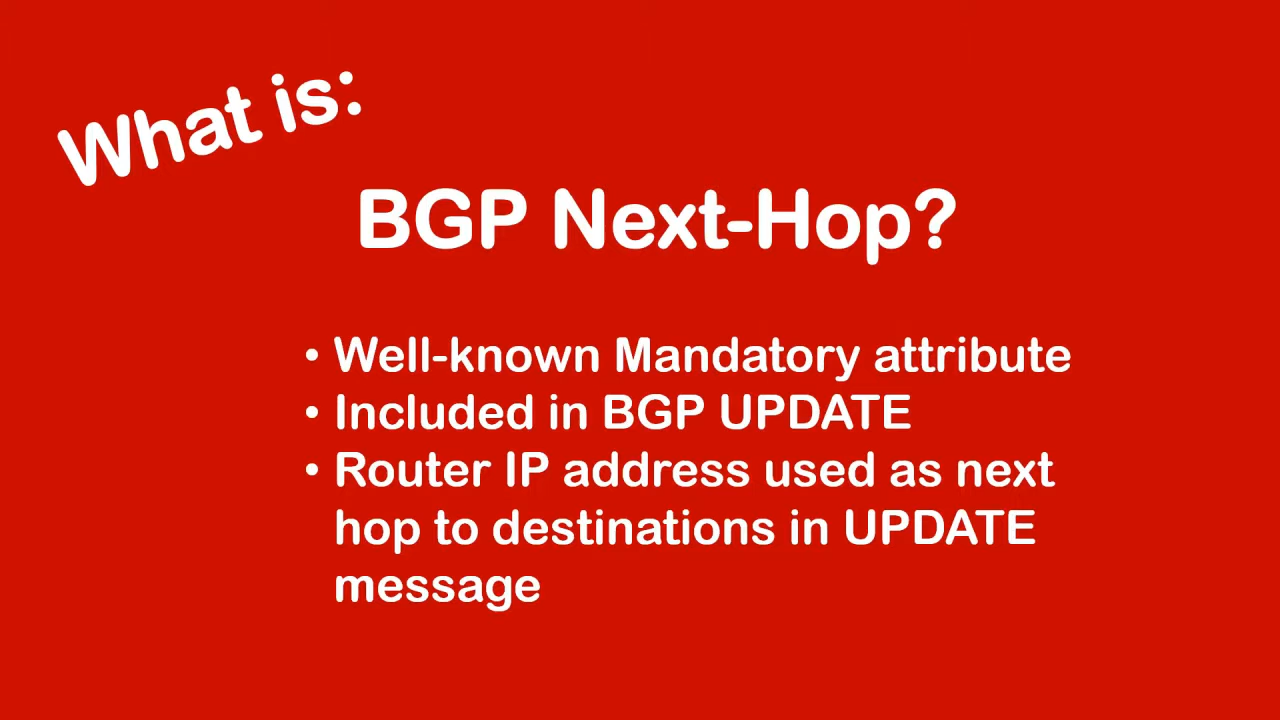 What is:
BGP Next-Hop?
• Well-known Mandatory attribute
• Included in BGP UPDATE
• Router IP address used as next
hop to destinations in UPDATE
message